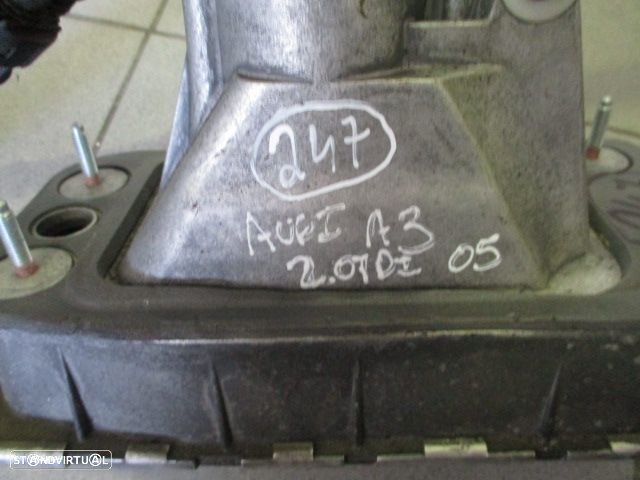 247
AUDI A3
2.0TDI 05
STANDVIRTUAL